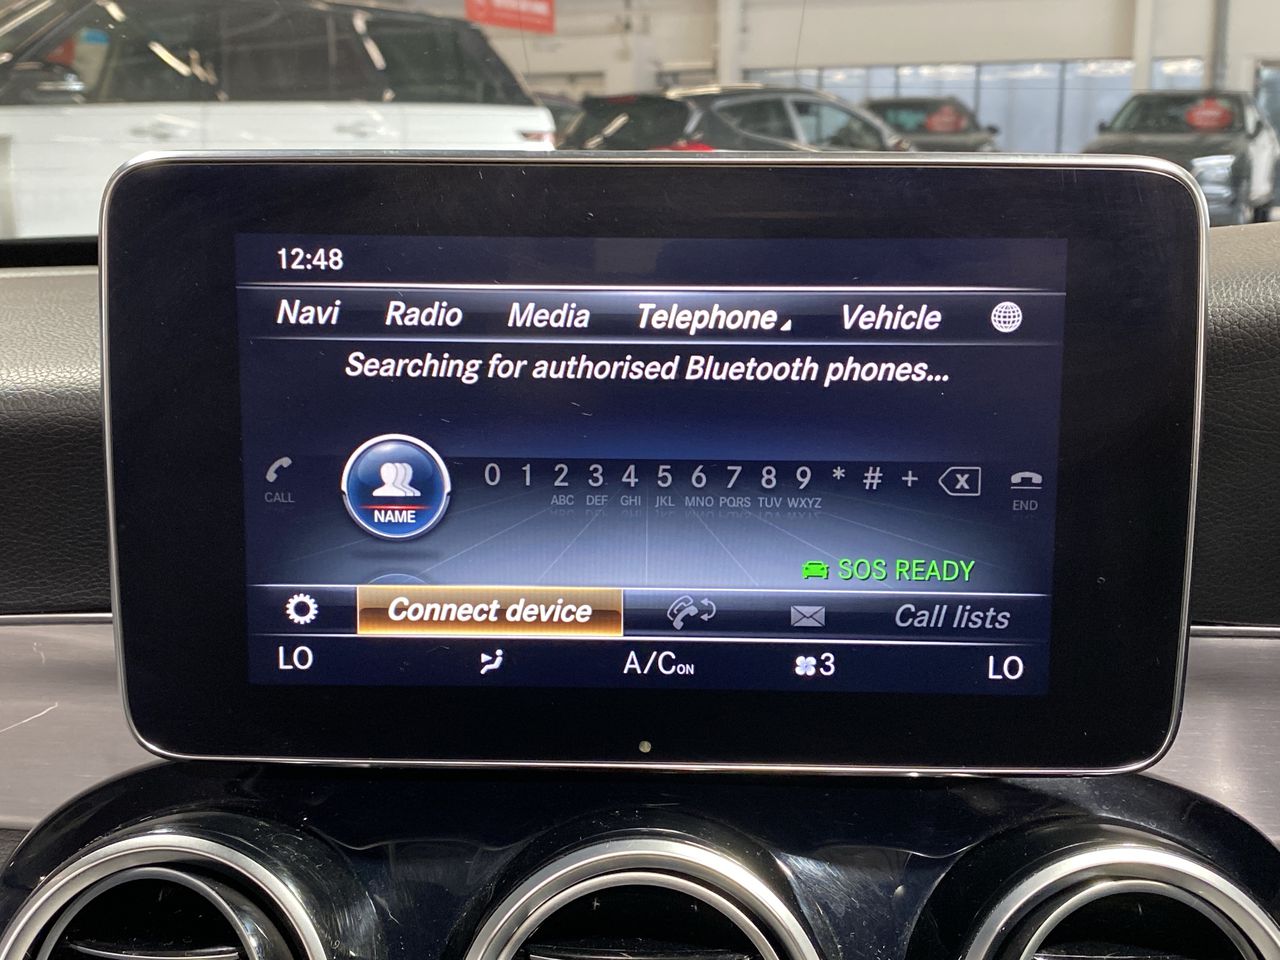 12:48
Navi Radio Media Telephone Vehicle
Searching for authorised Bluetooth phones...
0 1 2 3 4 5 6 7 8 9 * # +
CALL ABC DEF GHI JKL MNO PQRS TUV WXYZ END
NAME
SOS READY
Connect device Call lists
LO A/C ON 3 LO